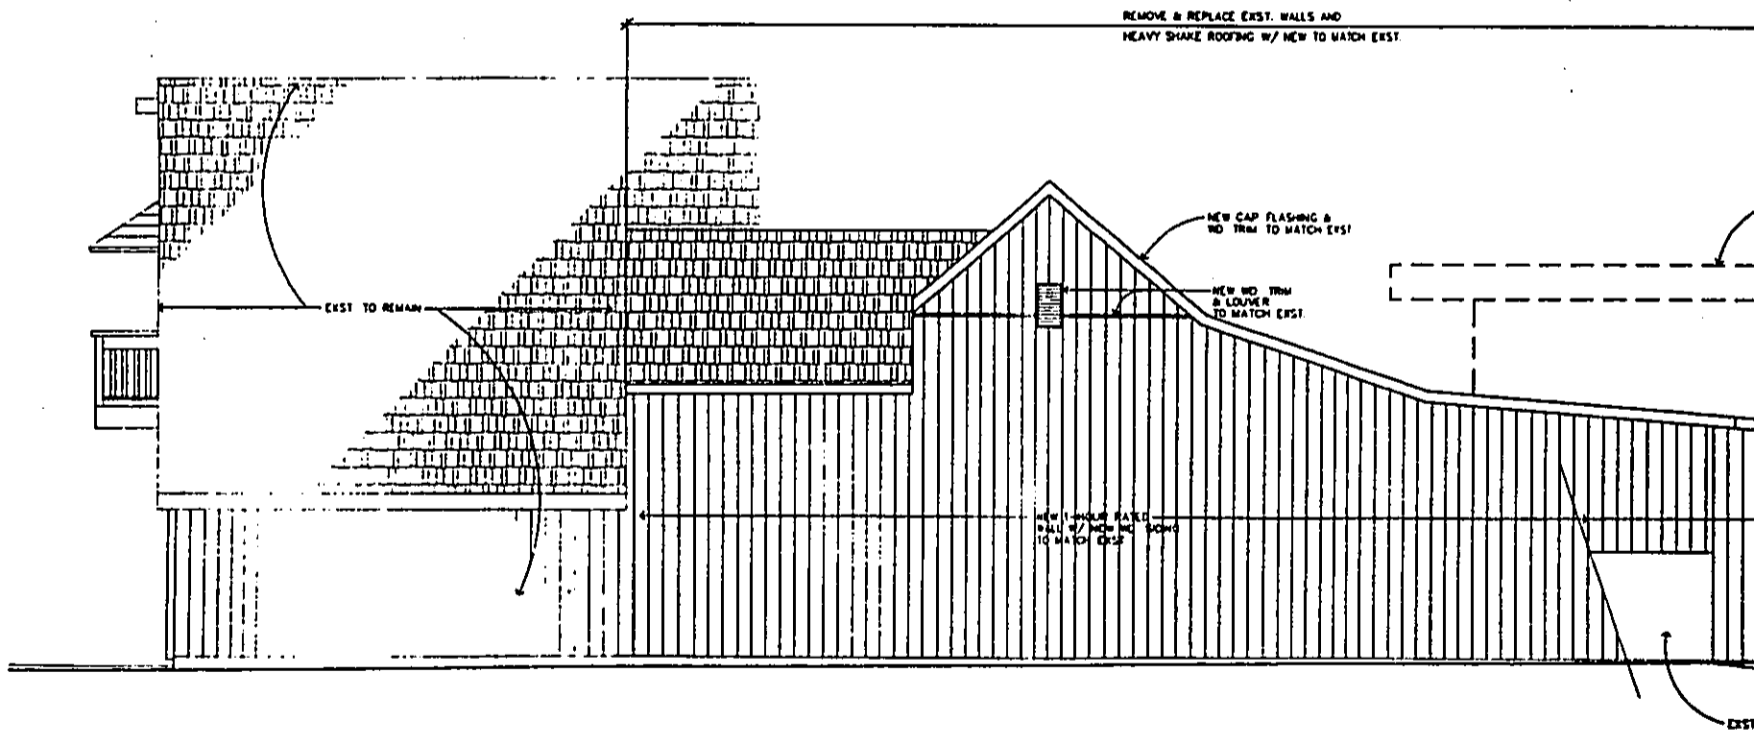 REMOVE & REPLACE EXST. WALLS AND
HEAVY SHAKE ROOFING W/ NEW TO MATCH EXST.
NEW CAP FLASHING &
WD TRIM TO MATCH EXST
NEW WD TRIM
& LOUVER
TO MATCH EXST.
EXST TO REMAIN
NEW 1-HOUR RATED
WALL W/ NEW WD SIDING
TO MATCH EXST
EXST